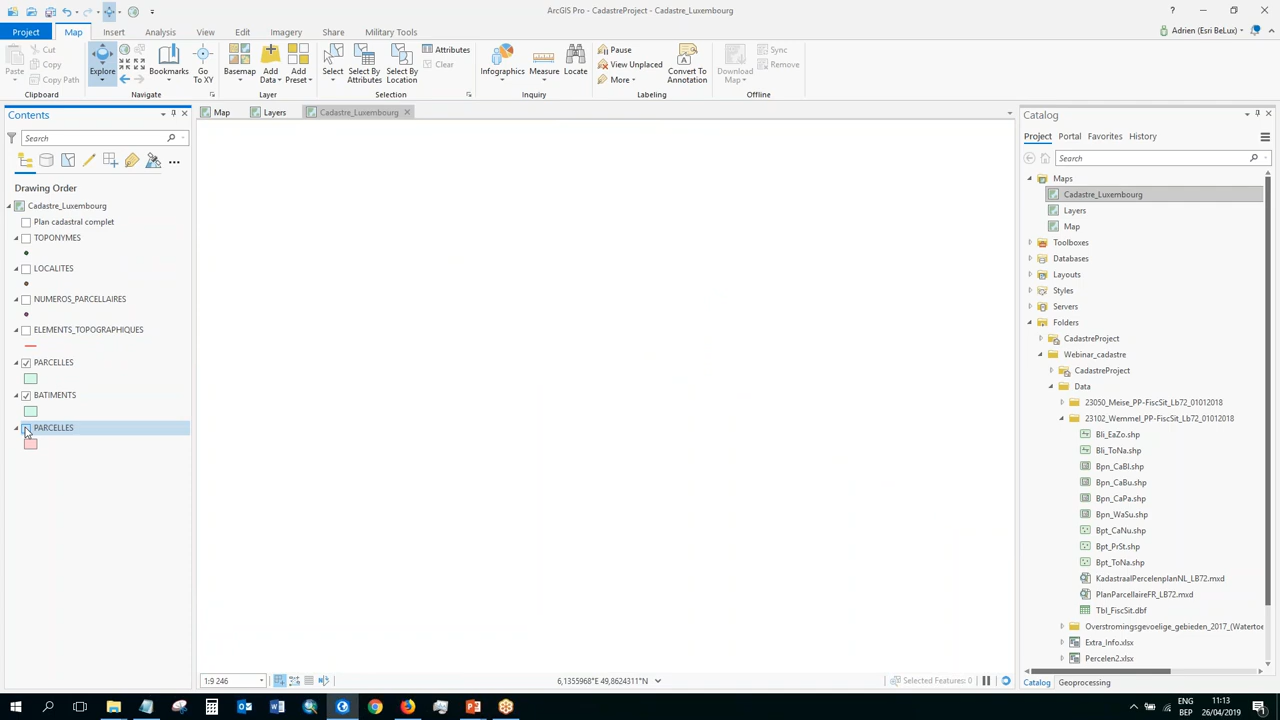 ArcGIS Pro - CadastreProject - Cadastre_Luxembourg
Project Map Insert Analysis View Edit Imagery Share Military Tools
Adrien (Esri BeLux)
Paste
Cut
Copy
Copy Path
Explore
Bookmarks
Go To XY
Basemap
Add Data
Add Preset
Select
Select By Attributes
Select By Location
Attributes
Clear
Infographics
Measure
Locate
Pause
View Unplaced
More
Convert To Annotation
Download Map
Sync
Remove
Clipboard Navigate Layer Selection Inquiry Labeling Offline
Contents
Search
Drawing Order
Cadastre_Luxembourg
Plan cadastral complet
TOPONYMES
LOCALITES
NUMEROS_PARCELLAIRES
ELEMENTS_TOPOGRAPHIQUES
PARCELLES
BATIMENTS
PARCELLES
Map Layers Cadastre_Luxembourg
1:9 246
6,1355968°E 49,8624311°N
Selected Features: 0
Catalog
Project Portal Favorites History
Search
Maps
Cadastre_Luxembourg
Layers
Map
Toolboxes
Databases
Layouts
Styles
Servers
Folders
CadastreProject
Webinar_cadastre
CadastreProject
Data
23050_Meise_PP-FiscSit_Lb72_01012018
23102_Wemmel_PP-FiscSit_Lb72_01012018
Bli_EaZo.shp
Bli_ToNa.shp
Bpn_CaBl.shp
Bpn_CaBu.shp
Bpn_CaPa.shp
Bpn_WaSu.shp
Bpt_CaNu.shp
Bpt_PrSt.shp
Bpt_ToNa.shp
KadastraalPercelenplanNL_LB72.mxd
PlanParcellaireFR_LB72.mxd
Tbl_FiscSit.dbf
Overstromingsgevoelige_gebieden_2017_(Watertoe
Extra_Info.xlsx
Percelen2.xlsx
Catalog Geoprocessing
ENG
BEP
11:13
26/04/2019